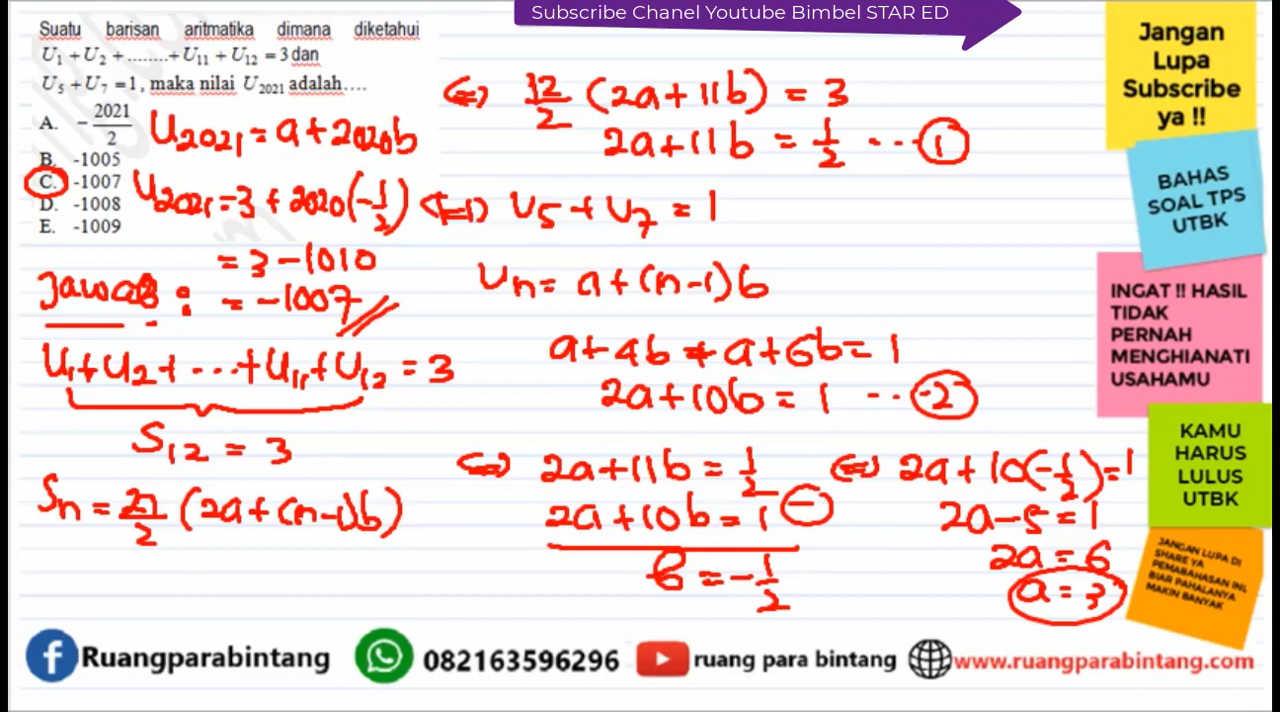 Subscribe Chanel Youtube Bimbel STAR ED
Suatu barisan aritmatika dimana diketahui
U₁ + U₂ + ........+ U₁₁ + U₁₂ = 3 dan
U₅ + U₇ = 1, maka nilai U₂₀₂₁ adalah....
A. -2021/2
B. -1005
C. -1007
D. -1008
E. -1009
U₂₀₂₁ = a + 2020b
U₂₀₂₁ = 3 + 2020(-1/2)
= 3 - 1010
= -1007 //
Jawab :
U₁ + U₂ + ... + U₁₁ + U₁₂ = 3
S₁₂ = 3
Sₙ = n/2 (2a + (n-1)b)
⇔ 12/2 (2a + 11b) = 3
2a + 11b = 1/2 ... ①
⇔ U₅ + U₇ = 1
Uₙ = a + (n-1)b
a + 4b + a + 6b = 1
2a + 10b = 1 ... ②
⇔ 2a + 11b = 1/2
2a + 10b = 1 (-)
b = -1/2
⇔ 2a + 10(-1/2) = 1
2a - 5 = 1
2a = 6
a = 3
Jangan
Lupa
Subscribe
ya !!
BAHAS
SOAL TPS
UTBK
INGAT !! HASIL
TIDAK
PERNAH
MENGHIANATI
USAHAMU
KAMU
HARUS
LULUS
UTBK
JANGAN LUPA DI
SHARE YA
PEMABAHASAN INI,
BIAR PAHALANYA
MAKIN BANYAK
Ruangparabintang
082163596296
ruang para bintang
www.ruangparabintang.com